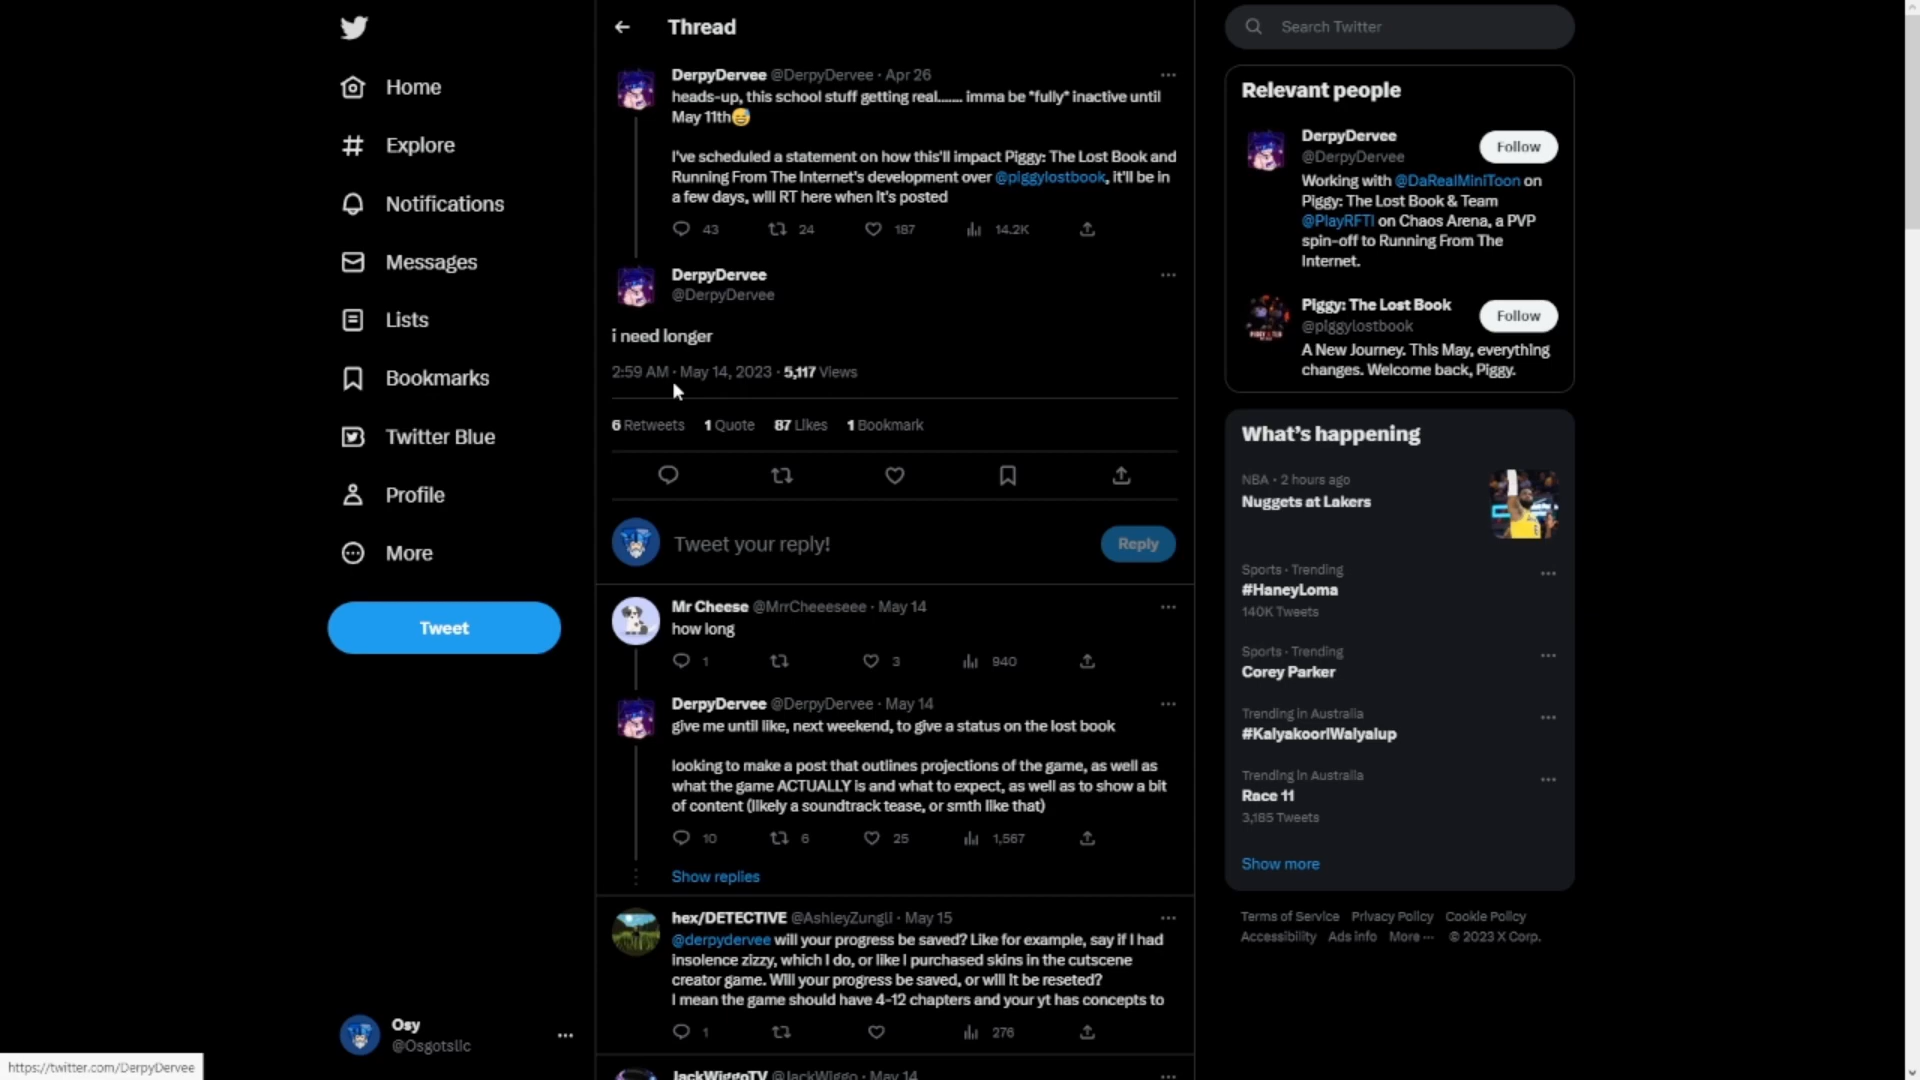 Home
Explore
Notifications
Messages
Lists
Bookmarks
Twitter Blue
Profile
More
Tweet
Osy
@Osgotsllc
https://twitter.com/DerpyDervee
Thread
DerpyDervee @DerpyDervee · Apr 26
heads-up, this school stuff getting real....... imma be *fully* inactive until
May 11th😅
I've scheduled a statement on how this'll impact Piggy: The Lost Book and
Running From The Internet's development over @piggylostbook, it'll be in
a few days, will RT here when it's posted
43 24 187 14.2K
DerpyDervee
@DerpyDervee
i need longer
2:59 AM · May 14, 2023 · 5,117 Views
6 Retweets 1 Quote 87 Likes 1 Bookmark
Tweet your reply!
Reply
Mr Cheese @MrrCheeeseee · May 14
how long
1 3 940
DerpyDervee @DerpyDervee · May 14
give me until like, next weekend, to give a status on the lost book
looking to make a post that outlines projections of the game, as well as
what the game ACTUALLY is and what to expect, as well as to show a bit
of content (likely a soundtrack tease, or smth like that)
10 6 25 1,567
Show replies
hex/DETECTIVE @AshleyZungli · May 15
@derpydervee will your progress be saved? Like for example, say if I had
insolence zizzy, which I do, or like I purchased skins in the cutscene
creator game. Will your progress be saved, or will it be reseted?
I mean the game should have 4-12 chapters and your yt has concepts to
1 276
JackWiggoTV @JackWiggo · May 14
Search Twitter
Relevant people
DerpyDervee
@DerpyDervee
Follow
Working with @DaRealMiniToon on
Piggy: The Lost Book & Team
@PlayRFTI on Chaos Arena, a PVP
spin-off to Running From The
Internet.
Piggy: The Lost Book
@piggylostbook
Follow
A New Journey. This May, everything
changes. Welcome back, Piggy.
What's happening
NBA · 2 hours ago
Nuggets at Lakers
Sports · Trending
#HaneyLoma
140K Tweets
Sports · Trending
Corey Parker
Trending in Australia
#KalyakoorlWalyalup
Trending in Australia
Race 11
3,185 Tweets
Show more
Terms of Service Privacy Policy Cookie Policy
Accessibility Ads info More ··· © 2023 X Corp.